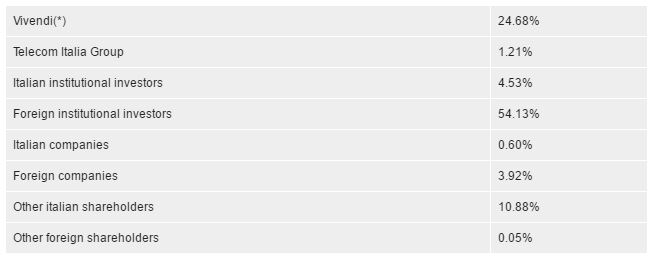 Vivendi(*) 24.68%
Telecom Italia Group 1.21%
Italian institutional investors 4.53%
Foreign institutional investors 54.13%
Italian companies 0.60%
Foreign companies 3.92%
Other italian shareholders 10.88%
Other foreign shareholders 0.05%